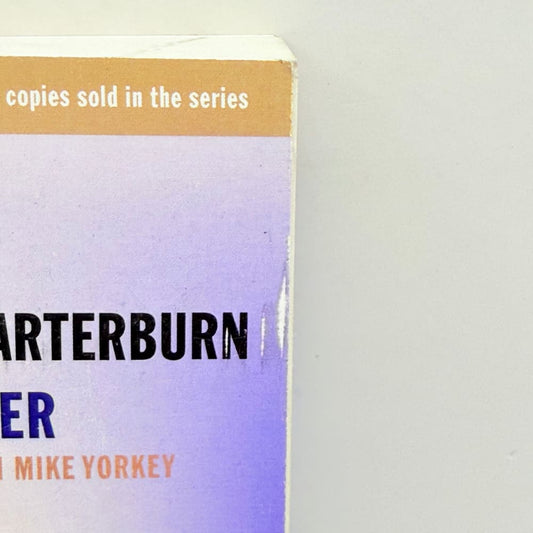 copies sold in the series
ARTERBURN
ER
MIKE YORKEY